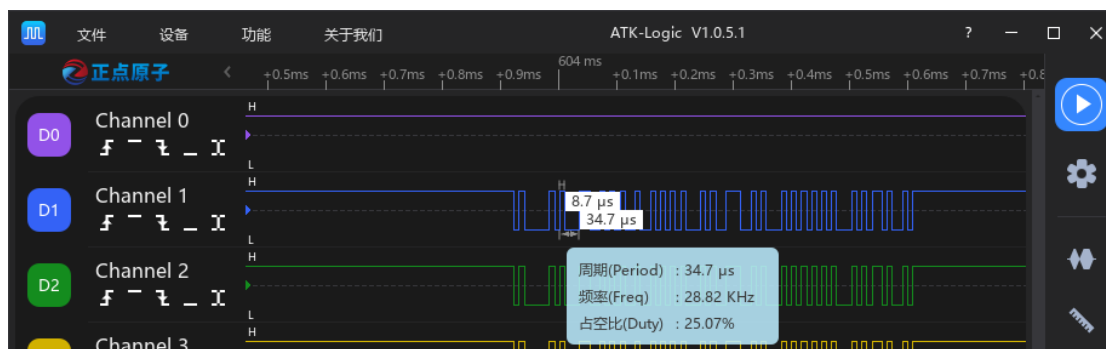 文件 设备 功能 关于我们 ATK-Logic V1.0.5.1 ?
正点原子 +0.5ms +0.6ms +0.7ms +0.8ms +0.9ms 604 ms +0.1ms +0.2ms +0.3ms +0.4ms +0.5ms +0.6ms +0.7ms
H
D0 Channel 0
L
H
D1 Channel 1
8.7 μs
34.7 μs
L
H
D2 Channel 2
周期(Period) : 34.7 μs
频率(Freq) : 28.82 KHz
占空比(Duty) : 25.07%
L
H
Channel 3